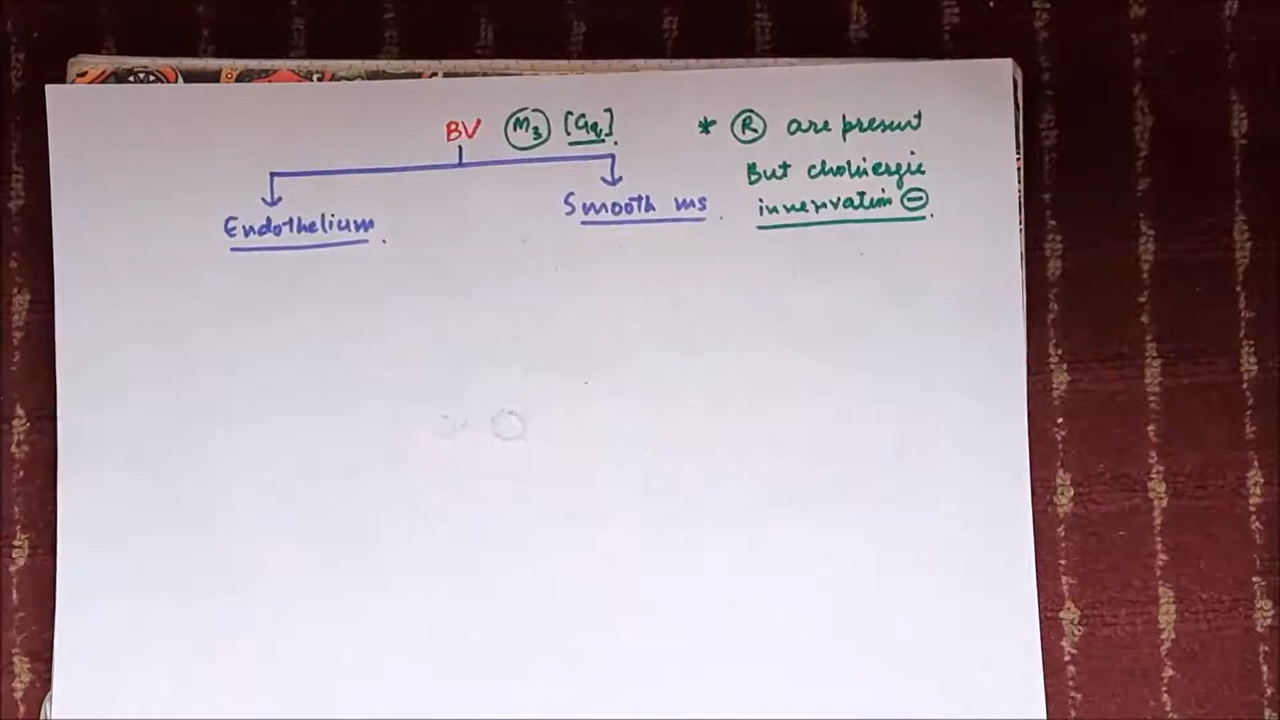 BV (M3) [Gq].
Endothelium.
Smooth ms.
* (R) are present
But cholinergic
innervation ⊖.